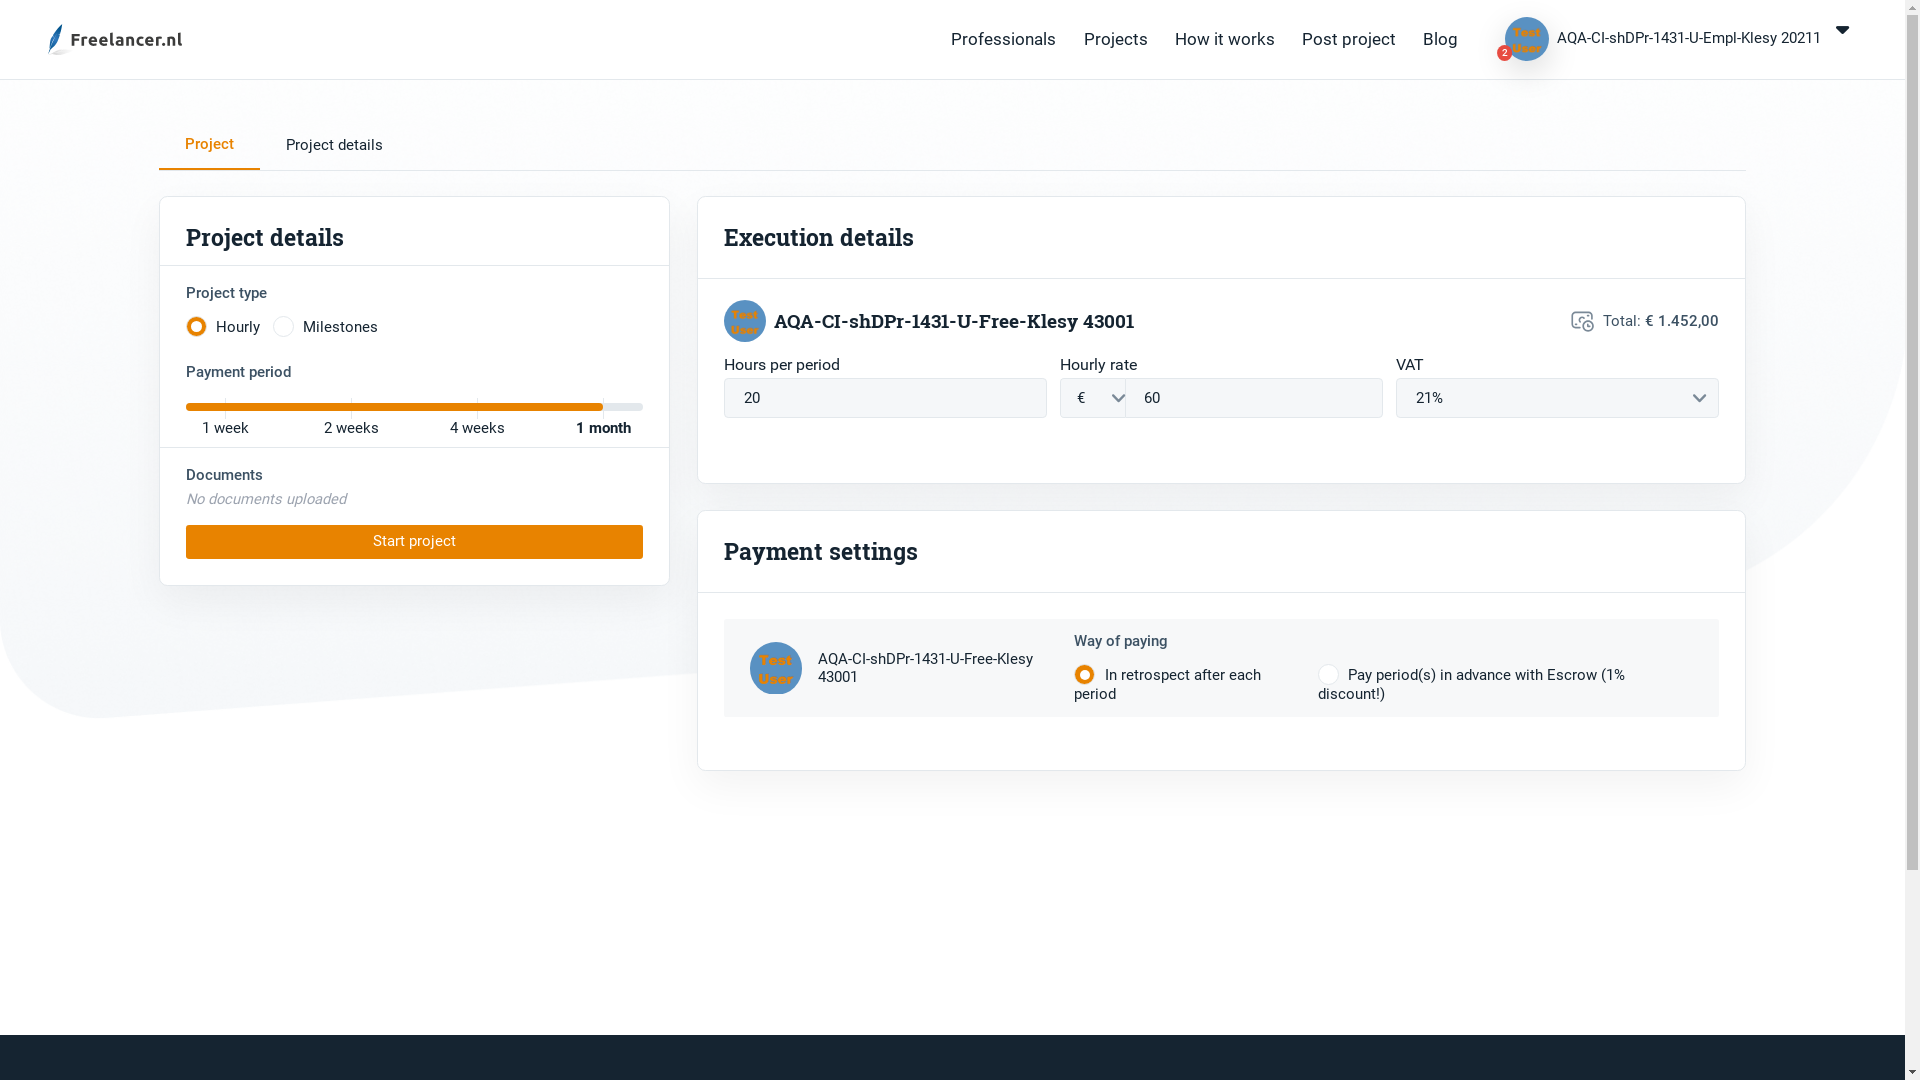 Freelancer.nl
Professionals Projects How it works Post project Blog
Test User
2
AQA-CI-shDPr-1431-U-Empl-Klesy 20211
Project Project details
Project details
Project type
Hourly Milestones
Payment period
1 week 2 weeks 4 weeks 1 month
Documents
No documents uploaded
Start project
Execution details
Test User
AQA-CI-shDPr-1431-U-Free-Klesy 43001
Total: € 1.452,00
Hours per period Hourly rate VAT
20 € 60 21%
Payment settings
Test User
AQA-CI-shDPr-1431-U-Free-Klesy
43001
Way of paying
In retrospect after each
period
Pay period(s) in advance with Escrow (1%
discount!)